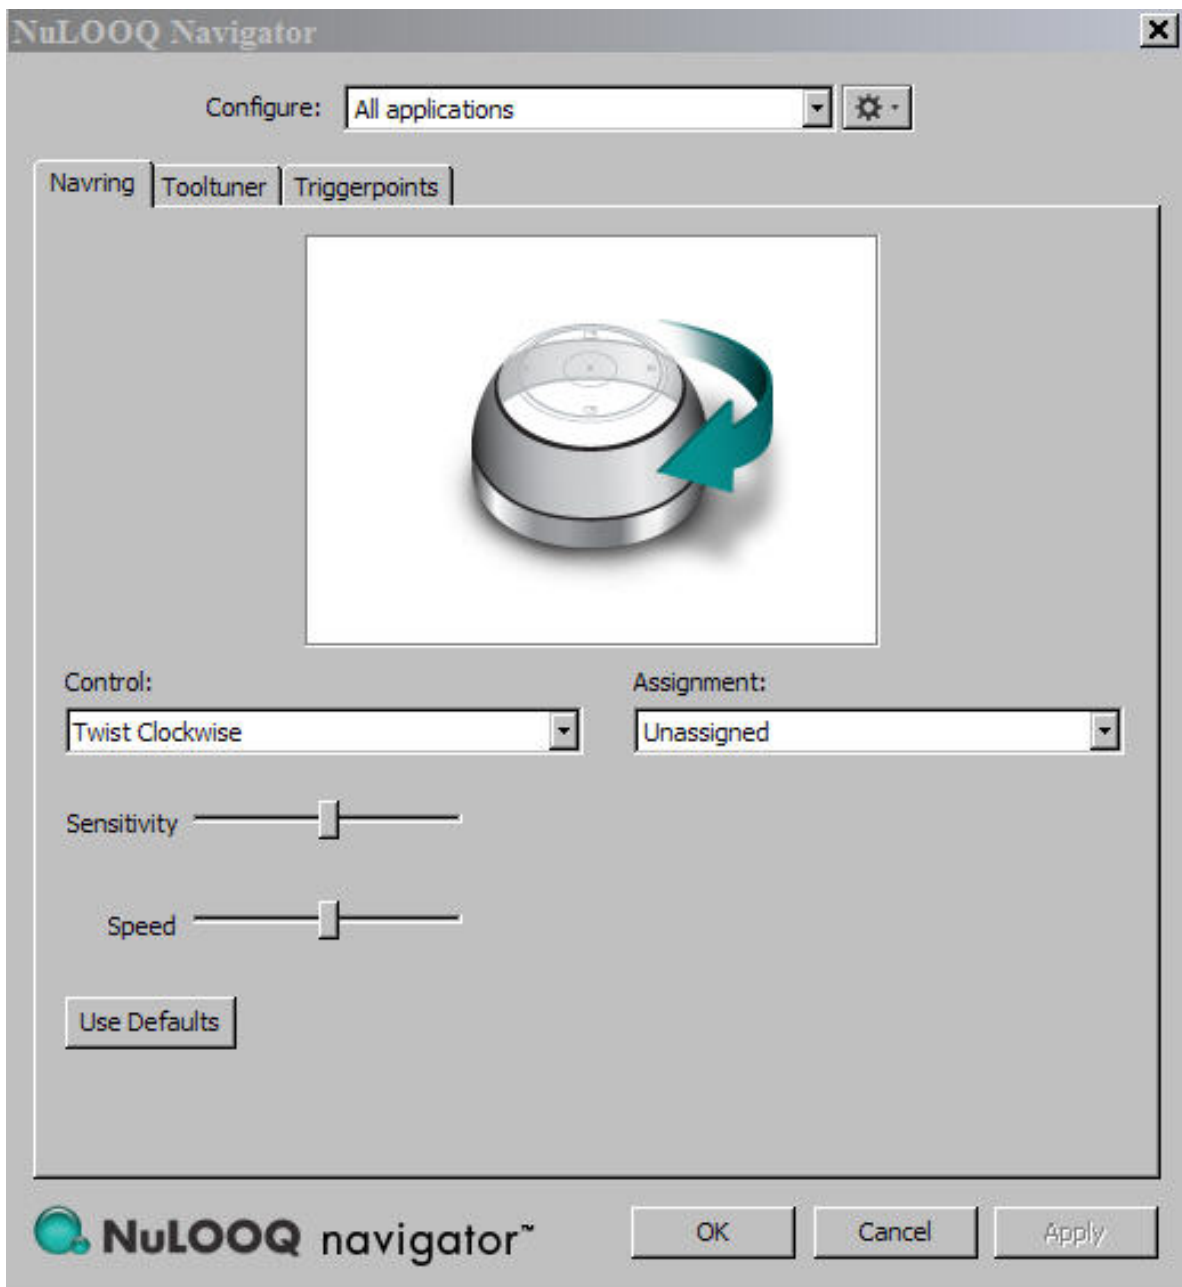 NuLOOQ Navigator
Configure: All applications
Navring Tooltuner Triggerpoints
Control: Assignment:
Twist Clockwise Unassigned
Sensitivity
Speed
Use Defaults
NuLOOQ navigator™ OK Cancel Apply